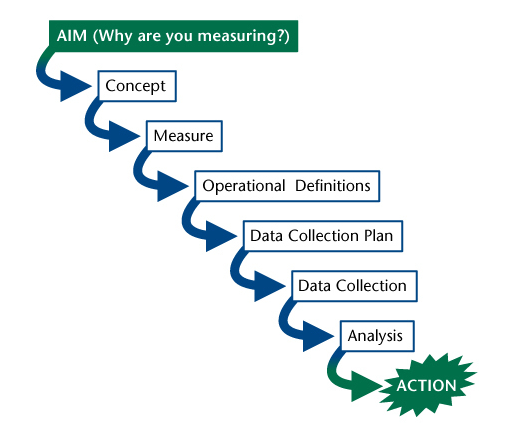 AIM (Why are you measuring?)
Concept
Measure
Operational Definitions
Data Collection Plan
Data Collection
Analysis
ACTION